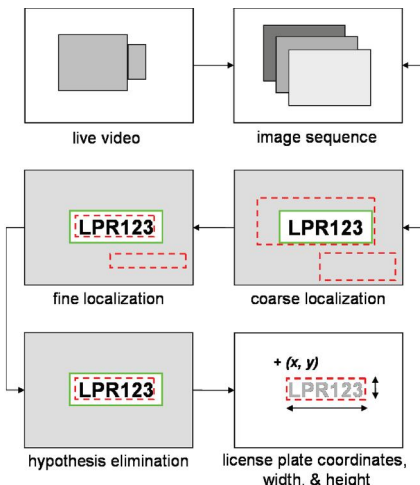 live video
image sequence
LPR123
LPR123
fine localization
coarse localization
LPR123
+ (x, y)
LPR123
hypothesis elimination
license plate coordinates,
width, & height